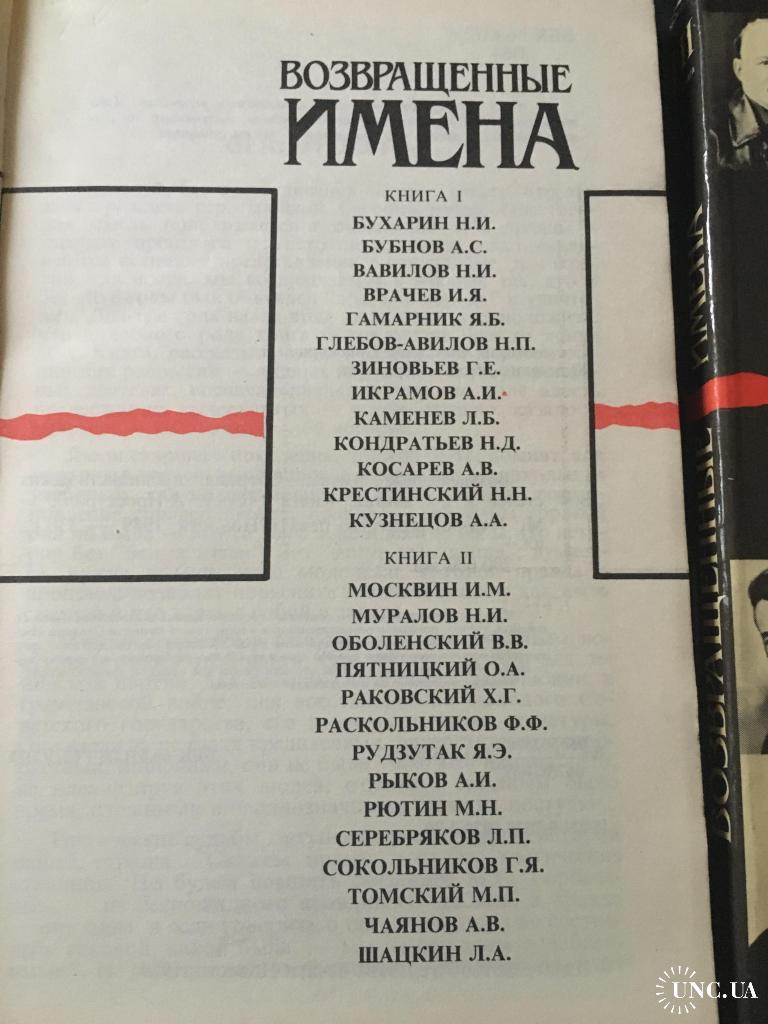 ВОЗВРАЩЕННЫЕ
ИМЕНА
КНИГА I
БУХАРИН Н.И.
БУБНОВ А.С.
ВАВИЛОВ Н.И.
ВРАЧЕВ И.Я.
ГАМАРНИК Я.Б.
ГЛЕБОВ-АВИЛОВ Н.П.
ЗИНОВЬЕВ Г.Е.
ИКРАМОВ А.И.
КАМЕНЕВ Л.Б.
КОНДРАТЬЕВ Н.Д.
КОСАРЕВ А.В.
КРЕСТИНСКИЙ Н.Н.
КУЗНЕЦОВ А.А.
КНИГА II
МОСКВИН И.М.
МУРАЛОВ Н.И.
ОБОЛЕНСКИЙ В.В.
ПЯТНИЦКИЙ О.А.
РАКОВСКИЙ Х.Г.
РАСКОЛЬНИКОВ Ф.Ф.
РУДЗУТАК Я.Э.
РЫКОВ А.И.
РЮТИН М.Н.
СЕРЕБРЯКОВ Л.П.
СОКОЛЬНИКОВ Г.Я.
ТОМСКИЙ М.П.
ЧАЯНОВ А.В.
ШАЦКИН Л.А.
ВОЗВРАЩЕННЫЕ ИМЕНА
UNC.UA